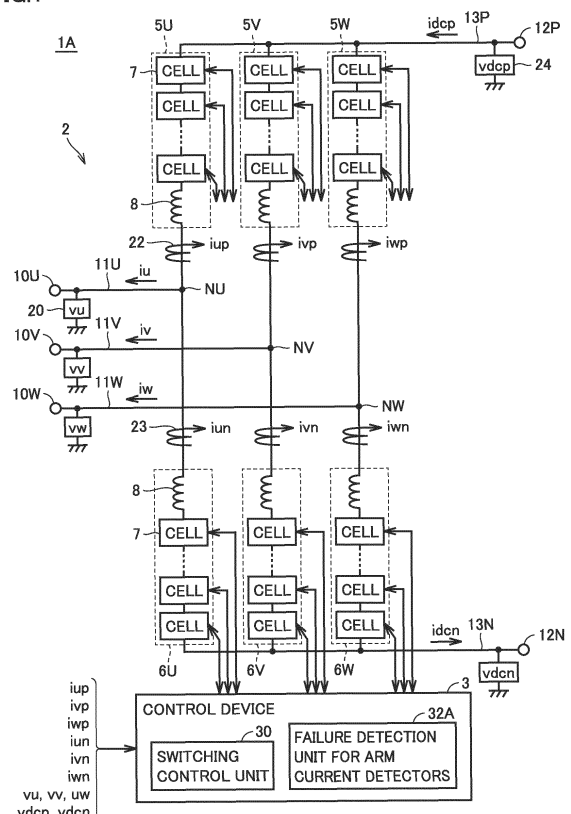 1A
5U 5V 5W idcp 13P 12P
vdcp 24
7 CELL CELL CELL
CELL CELL CELL
2
CELL CELL CELL
8
22 iup ivp iwp
10U 11U iu NU
20 vu
10V 11V iv NV
vv
10W 11W iw NW
vw 23 iun ivn iwn
8
7 CELL CELL CELL
CELL CELL CELL
CELL CELL CELL
idcn 13N 12N
6U 6V 6W vdcn
3
iup
ivp
iwp
iun
ivn
iwn
vu, vv, uw
vdcp, vdcn
CONTROL DEVICE
30
SWITCHING
CONTROL UNIT
32A
FAILURE DETECTION
UNIT FOR ARM
CURRENT DETECTORS